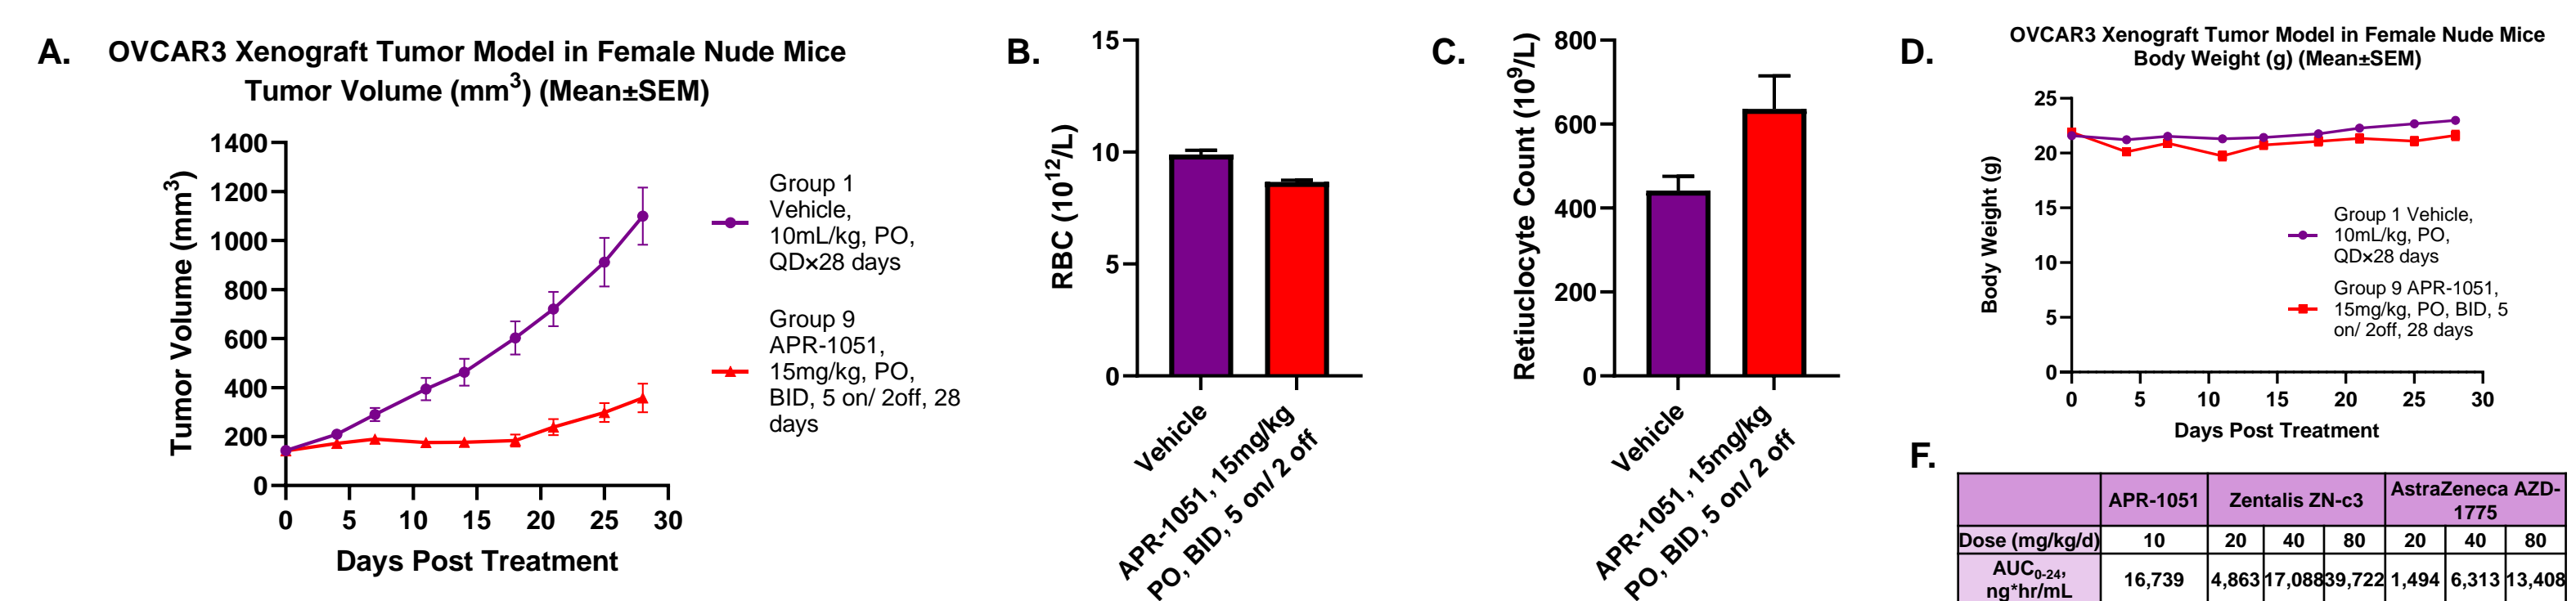 A.
OVCAR3 Xenograft Tumor Model in Female Nude Mice
Tumor Volume (mm³) (Mean±SEM)
Tumor Volume (mm³)
1400
1200
1000
800
600
400
200
0
0 5 10 15 20 25 30
Days Post Treatment
Group 1
Vehicle,
10mL/kg, PO,
QD×28 days
Group 9
APR-1051,
15mg/kg, PO,
BID, 5 on/ 2off, 28
days
B.
RBC (10¹²/L)
15
10
5
0
Vehicle
APR-1051, 15mg/kg
PO, BID, 5 on/ 2 off
C.
Retiuclocyte Count (10⁹/L)
800
600
400
200
0
Vehicle
APR-1051, 15mg/kg
PO, BID, 5 on/ 2 off
D.
OVCAR3 Xenograft Tumor Model in Female Nude Mice
Body Weight (g) (Mean±SEM)
Body Weight (g)
25
20
15
10
5
0
0 5 10 15 20 25 30
Days Post Treatment
Group 1 Vehicle,
10mL/kg, PO,
QD×28 days
Group 9 APR-1051,
15mg/kg, PO, BID, 5
on/ 2off, 28 days
F.
APR-1051 Zentalis ZN-c3 AstraZeneca AZD-
1775
Dose (mg/kg/d) 10 20 40 80 20 40 80
AUC₀₋₂₄,
ng*hr/mL 16,739 4,863 17,088 39,722 1,494 6,313 13,408